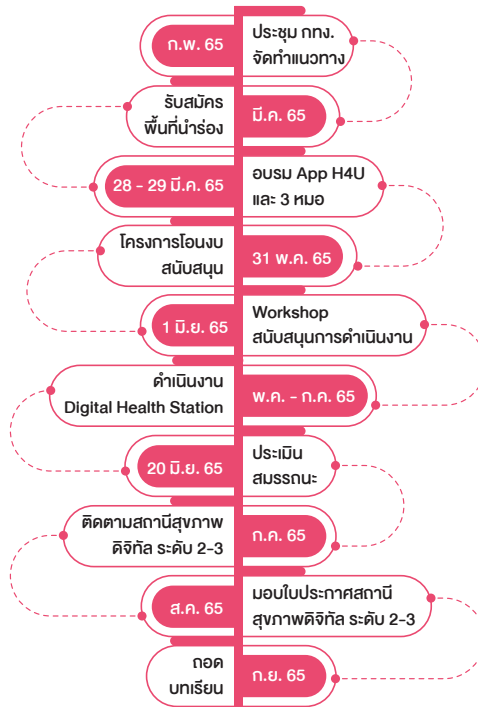 ก.พ. 65
ประชุม กทง.
จัดทำแนวทาง
รับสมัคร
พื้นที่นำร่อง
มี.ค. 65
28 - 29 มี.ค. 65
อบรม App H4U
และ 3 หมอ
โครงการโอนงบ
สนับสนุน
31 พ.ค. 65
1 มิ.ย. 65
Workshop
สนับสนุนการดำเนินงาน
ดำเนินงาน
Digital Health Station
พ.ค. - ก.ค. 65
20 มิ.ย. 65
ประเมิน
สมรรถนะ
ติดตามสถานีสุขภาพ
ดิจิทัล ระดับ 2-3
ก.ค. 65
ส.ค. 65
มอบใบประกาศสถานี
สุขภาพดิจิทัล ระดับ 2-3
ถอด
บทเรียน
ก.ย. 65